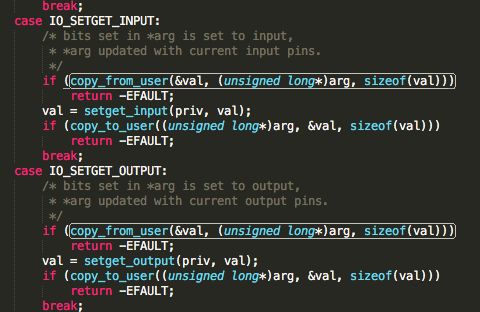 break;
case IO_SETGET_INPUT:
/* bits set in *arg is set to input,
* *arg updated with current input pins.
*/
if (copy_from_user(&val, (unsigned long*)arg, sizeof(val)))
return -EFAULT;
val = setget_input(priv, val);
if (copy_to_user((unsigned long*)arg, &val, sizeof(val)))
return -EFAULT;
break;
case IO_SETGET_OUTPUT:
/* bits set in *arg is set to output,
* *arg updated with current output pins.
*/
if (copy_from_user(&val, (unsigned long*)arg, sizeof(val)))
return -EFAULT;
val = setget_output(priv, val);
if (copy_to_user((unsigned long*)arg, &val, sizeof(val)))
return -EFAULT;
break;